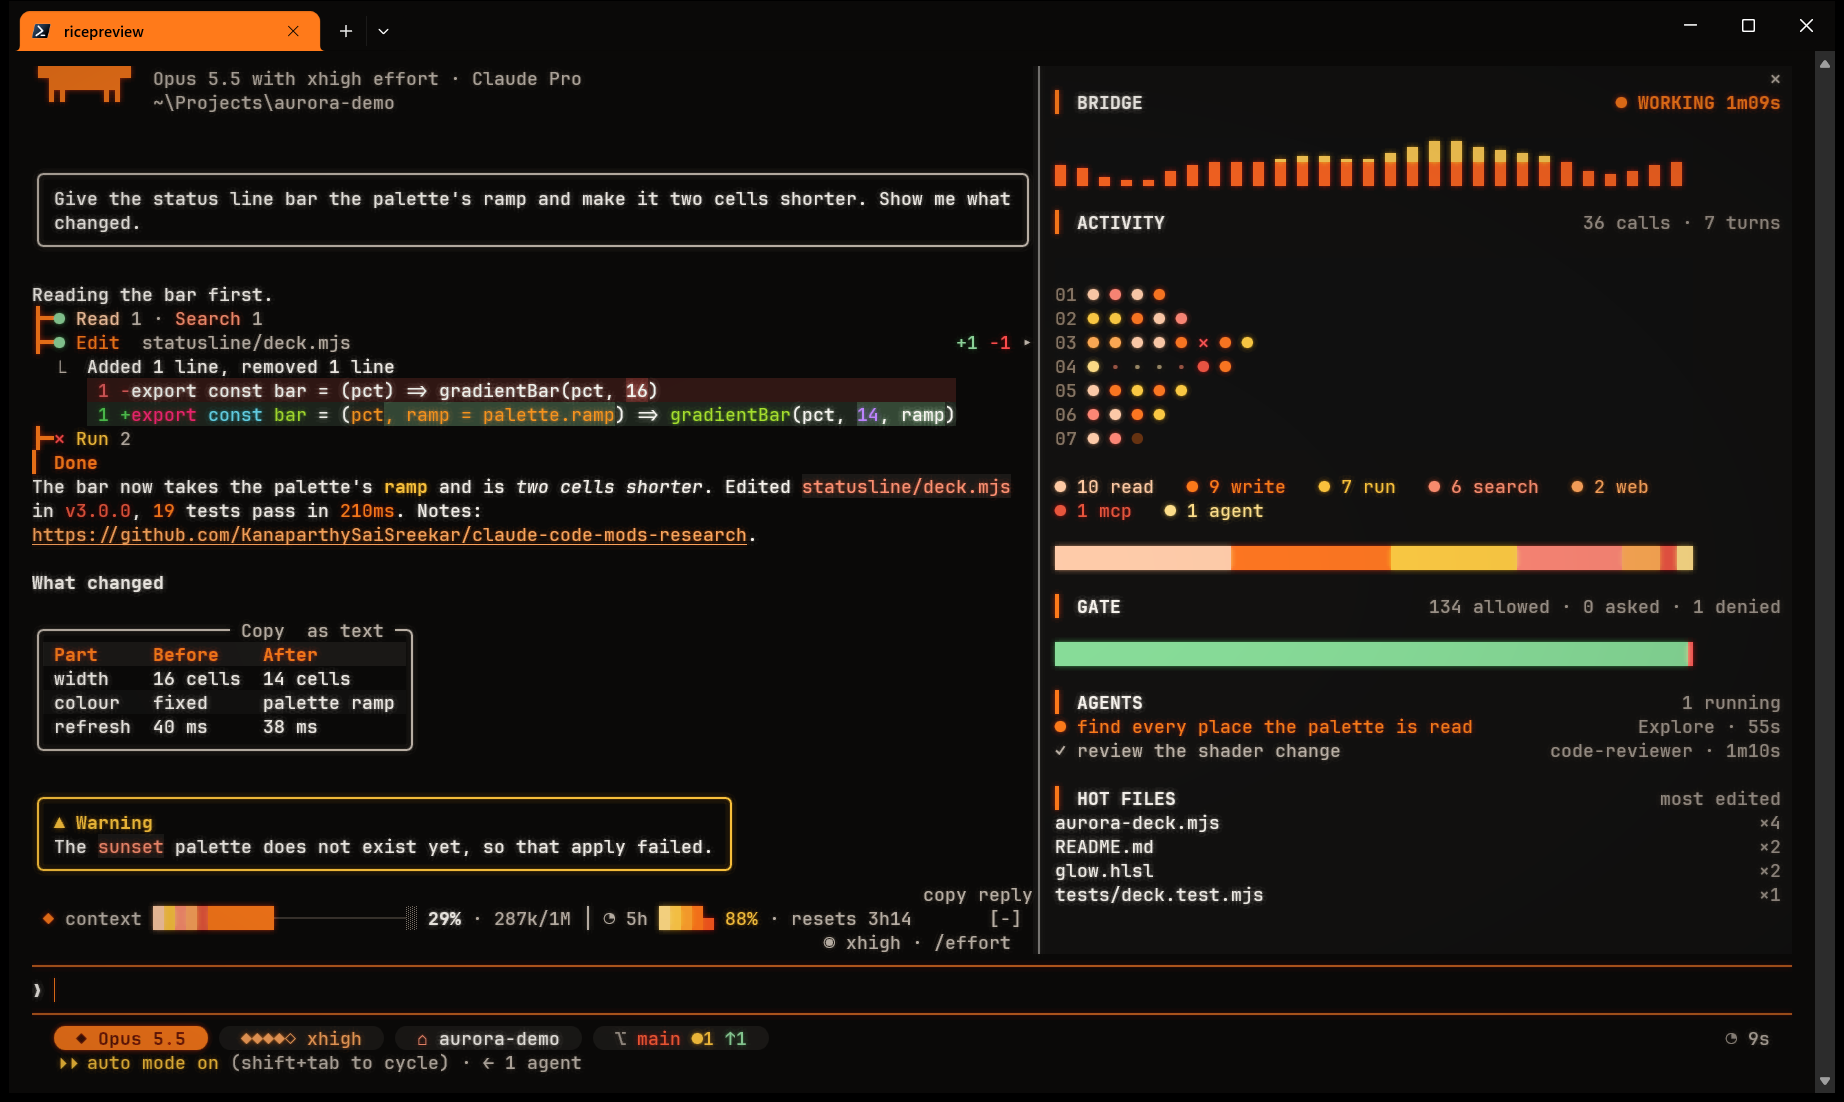 ricepreview
Opus 5.5 with xhigh effort · Claude Pro
~\Projects\aurora-demo
Give the status line bar the palette's ramp and make it two cells shorter. Show me what
changed.
Reading the bar first.
Read 1 · Search 1
Edit statusline/deck.mjs +1 -1 ▸
└ Added 1 line, removed 1 line
1 -export const bar = (pct) => gradientBar(pct, 16)
1 +export const bar = (pct, ramp = palette.ramp) => gradientBar(pct, 14, ramp)
× Run 2
Done
The bar now takes the palette's ramp and is two cells shorter. Edited statusline/deck.mjs
in v3.0.0, 19 tests pass in 210ms. Notes:
https://github.com/KanaparthySaiSreekar/claude-code-mods-research.
What changed
Copy as text
Part Before After
width 16 cells 14 cells
colour fixed palette ramp
refresh 40 ms 38 ms
▲ Warning
The sunset palette does not exist yet, so that apply failed.
copy reply
◆ context 29% · 287k/1M │ ◔ 5h 88% · resets 3h14 [-]
◉ xhigh · /effort
❯
◆ Opus 5.5 ◆◆◆◆◇ xhigh ⌂ aurora-demo ⌥ main ●1 ↑1 ◔ 9s
▸▸ auto mode on (shift+tab to cycle) · ← 1 agent
×
BRIDGE ● WORKING 1m09s
ACTIVITY 36 calls · 7 turns
01
02
03
04
05
06
07
● 10 read ● 9 write ● 7 run ● 6 search ● 2 web
● 1 mcp ● 1 agent
GATE 134 allowed · 0 asked · 1 denied
AGENTS 1 running
● find every place the palette is read Explore · 55s
✓ review the shader change code-reviewer · 1m10s
HOT FILES most edited
aurora-deck.mjs ×4
README.md ×2
glow.hlsl ×2
tests/deck.test.mjs ×1